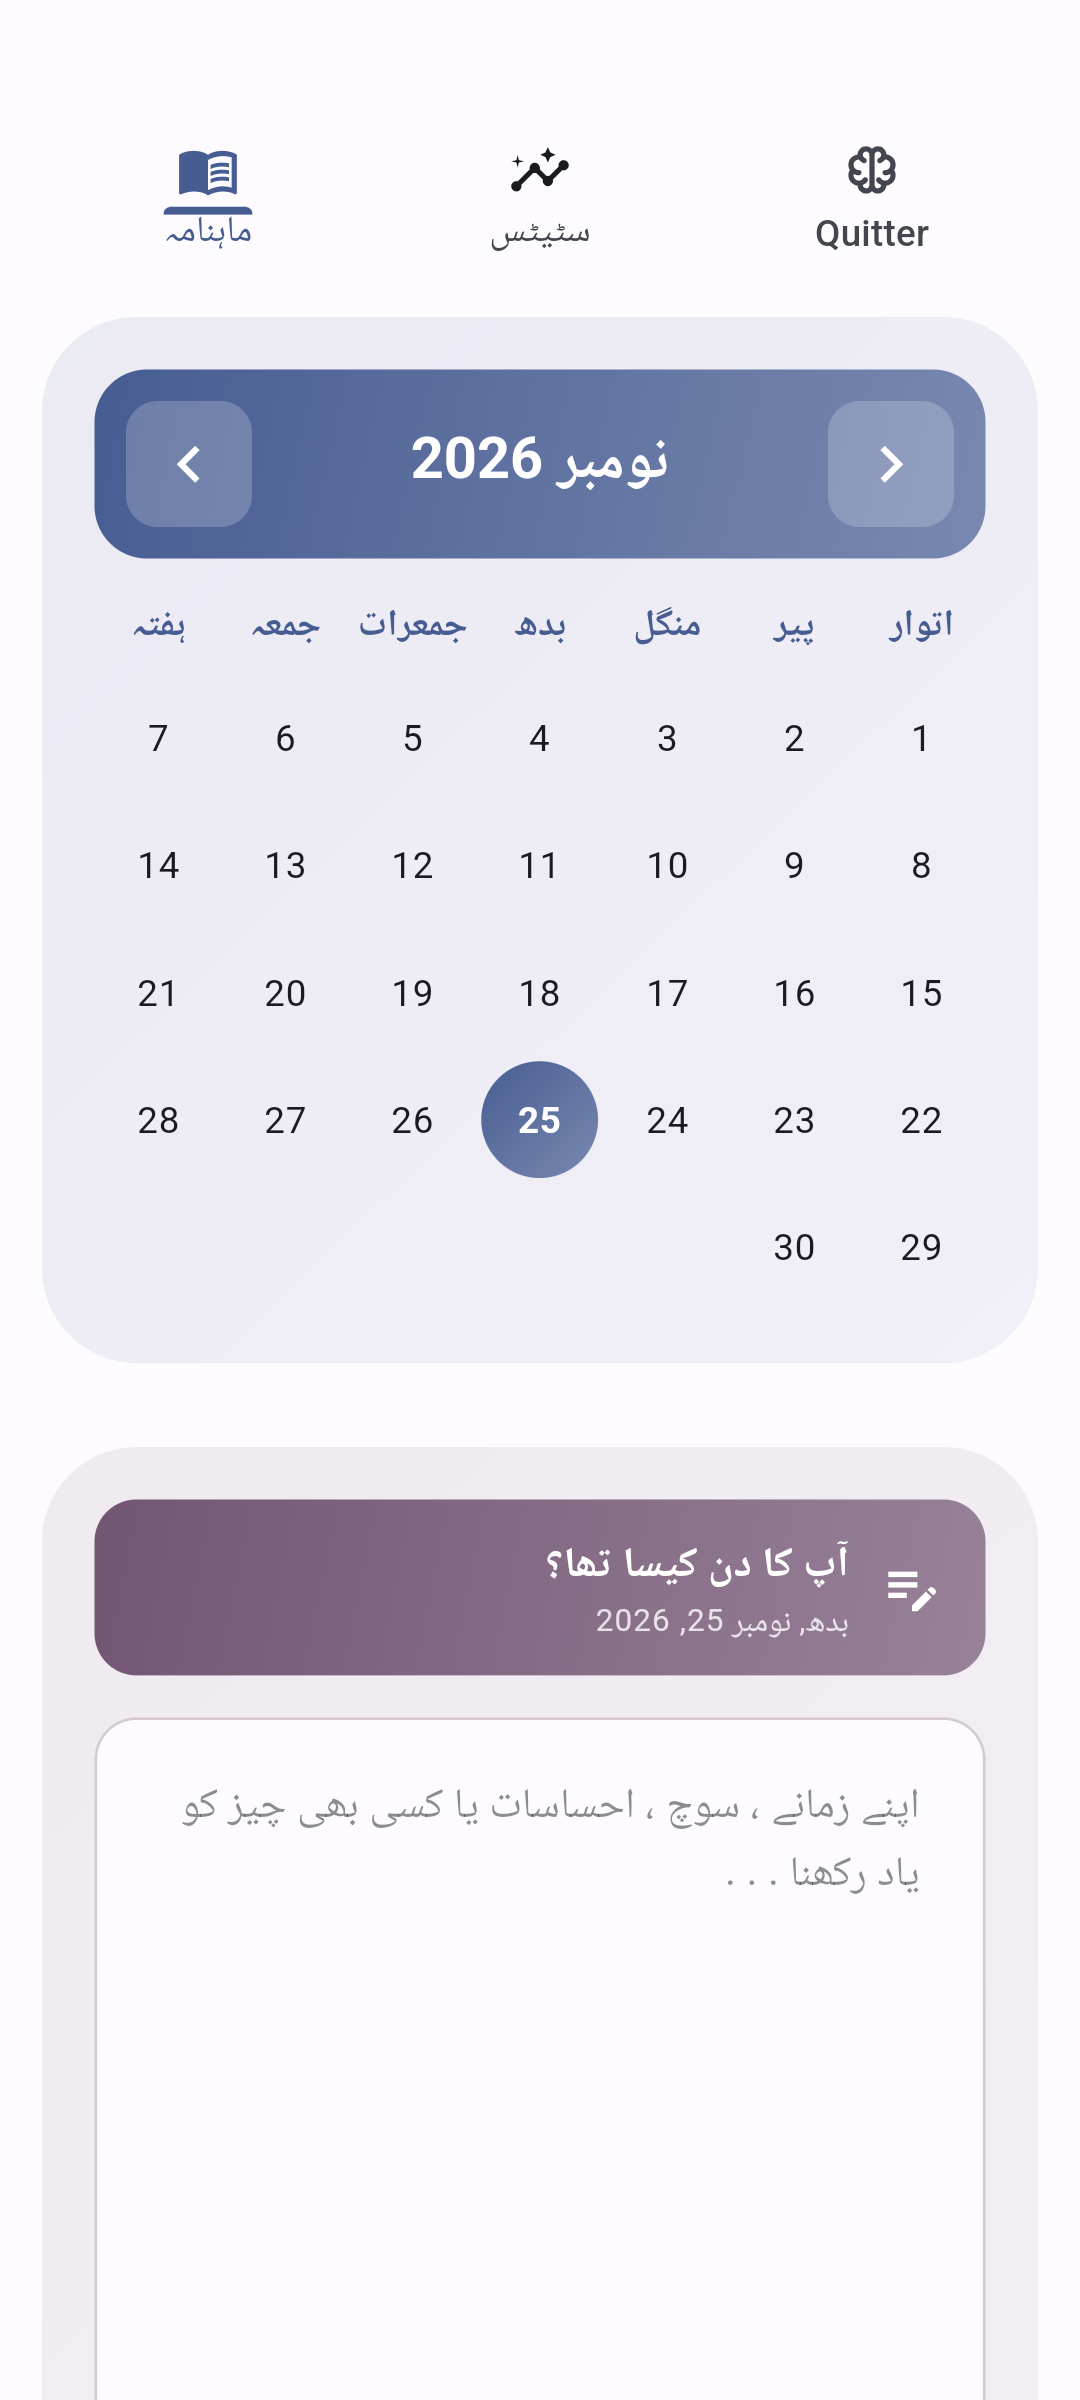 Quitter
سٹیٹس
ماہنامہ
نومبر 2026
اتوار پیر منگل بدھ جمعرات جمعہ ہفتہ
1 2 3 4 5 6 7
8 9 10 11 12 13 14
15 16 17 18 19 20 21
22 23 24 25 26 27 28
29 30
آپ کا دن کیسا تھا؟
بدھ, نومبر 25, 2026
اپنے زمانے ، سوچ ، احساسات یا کسی بھی چیز کو
یاد رکھنا . . .